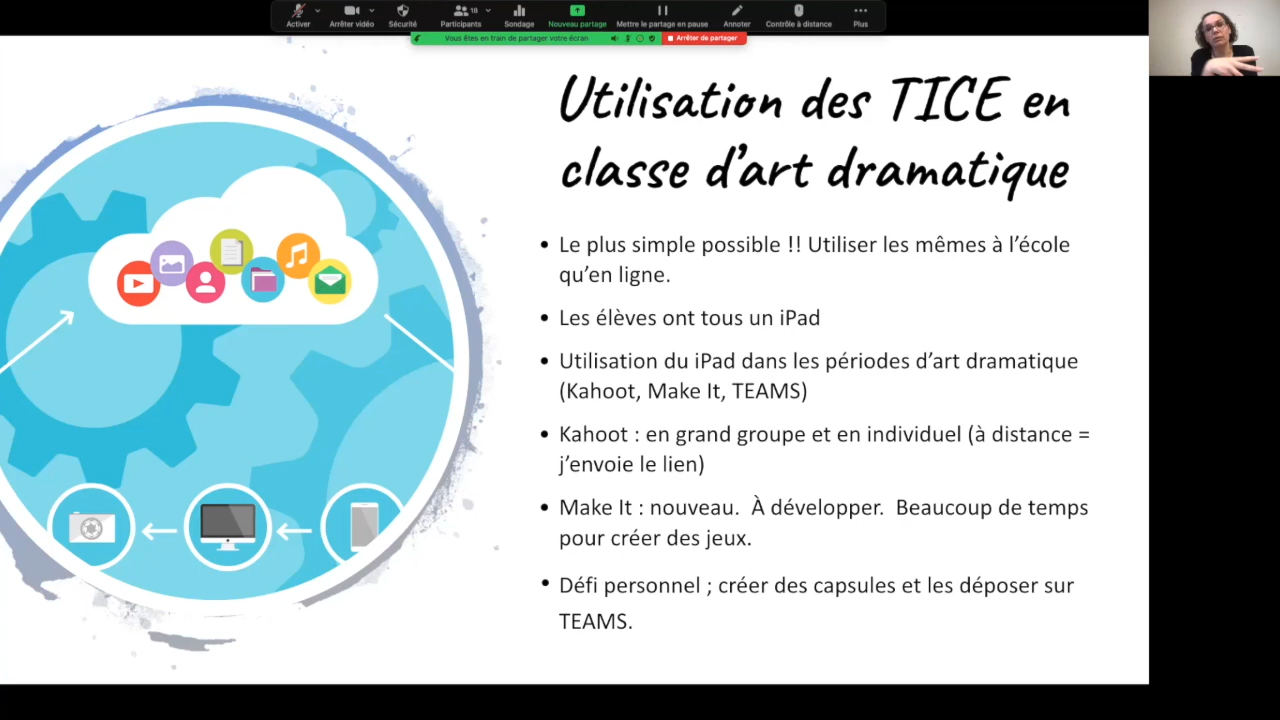 Activer
Arrêter vidéo
Sécurité
Participants
16
Sondage
Nouveau partage
Mettre le partage en pause
Annoter
Contrôle à distance
Plus
Vous êtes en train de partager votre écran
Arrêter de partager
Utilisation des TICE en
classe d’art dramatique
• Le plus simple possible !! Utiliser les mêmes à l’école
qu’en ligne.
• Les élèves ont tous un iPad
• Utilisation du iPad dans les périodes d’art dramatique
(Kahoot, Make It, TEAMS)
• Kahoot : en grand groupe et en individuel (à distance =
j’envoie le lien)
• Make It : nouveau.  À développer.  Beaucoup de temps
pour créer des jeux.
• Défi personnel ; créer des capsules et les déposer sur
TEAMS.